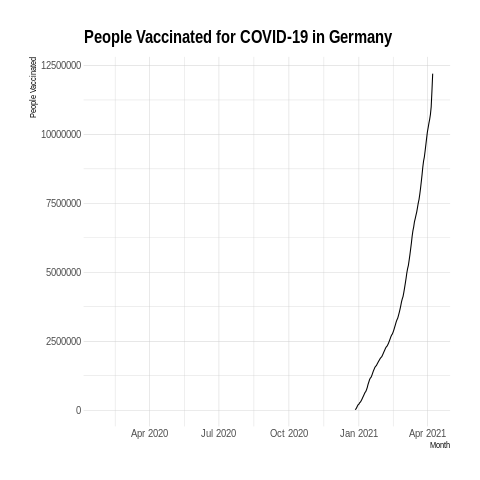 People Vaccinated for COVID-19 in Germany
People Vaccinated
12500000
10000000
7500000
5000000
2500000
0
Apr 2020 Jul 2020 Oct 2020 Jan 2021 Apr 2021
Month